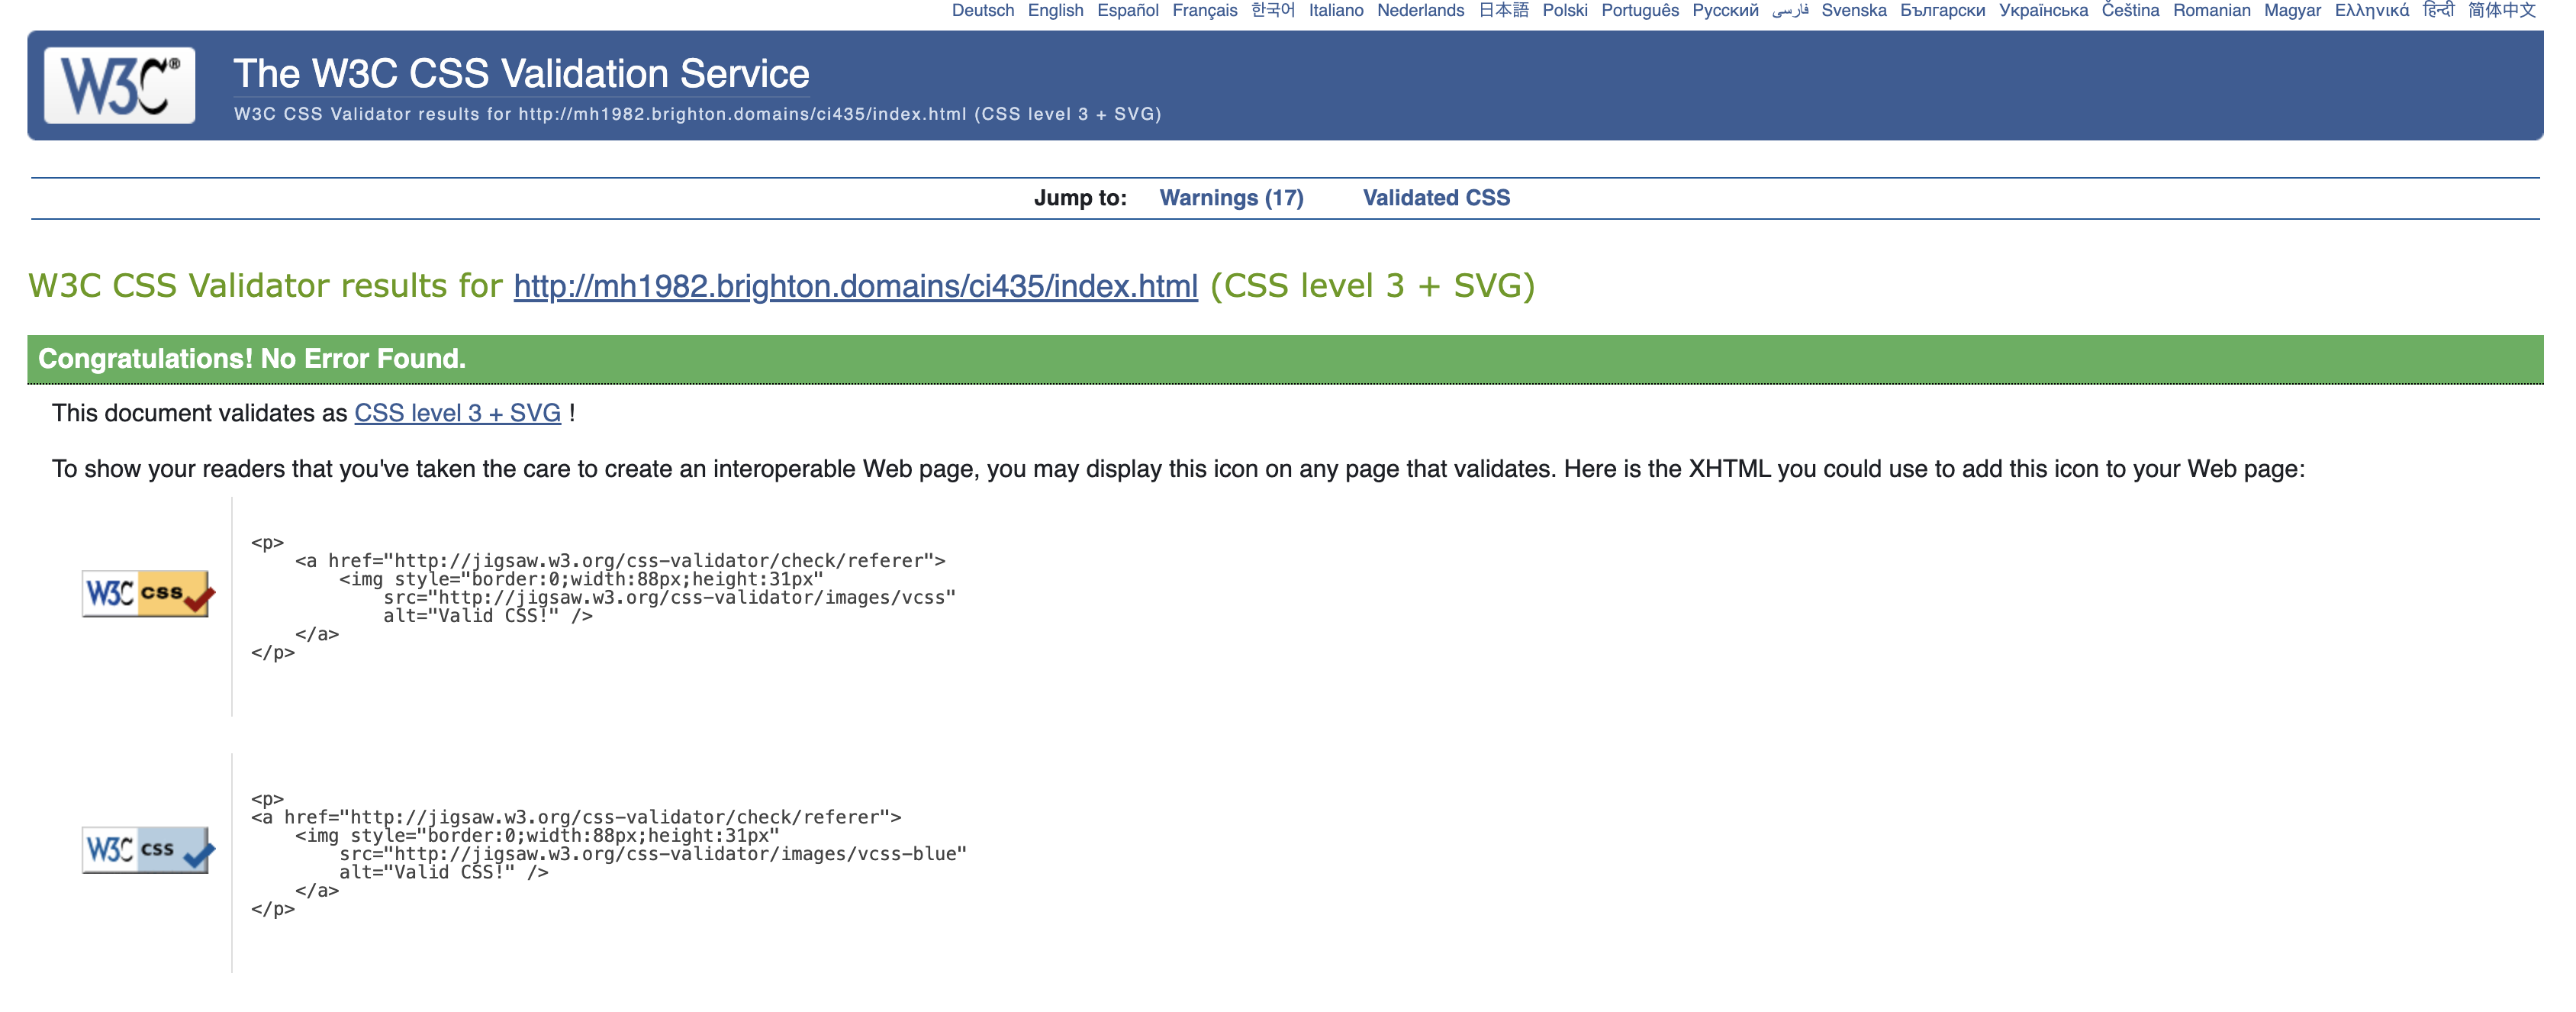 Deutsch English Español Français 한국어 Italiano Nederlands 日本語 Polski Português Русский فارسی Svenska Български Українська Čeština Romanian Magyar Ελληνικά हिन्दी 简体中文
W3C®
The W3C CSS Validation Service
W3C CSS Validator results for http://mh1982.brighton.domains/ci435/index.html (CSS level 3 + SVG)
Jump to: Warnings (17) Validated CSS
W3C CSS Validator results for http://mh1982.brighton.domains/ci435/index.html (CSS level 3 + SVG)
Congratulations! No Error Found.
This document validates as CSS level 3 + SVG !
To show your readers that you've taken the care to create an interoperable Web page, you may display this icon on any page that validates. Here is the XHTML you could use to add this icon to your Web page:
W3C css
<p>
    <a href="http://jigsaw.w3.org/css-validator/check/referer">
        <img style="border:0;width:88px;height:31px"
            src="http://jigsaw.w3.org/css-validator/images/vcss"
            alt="Valid CSS!" />
    </a>
</p>
W3C css
<p>
<a href="http://jigsaw.w3.org/css-validator/check/referer">
    <img style="border:0;width:88px;height:31px"
        src="http://jigsaw.w3.org/css-validator/images/vcss-blue"
        alt="Valid CSS!" />
    </a>
</p>